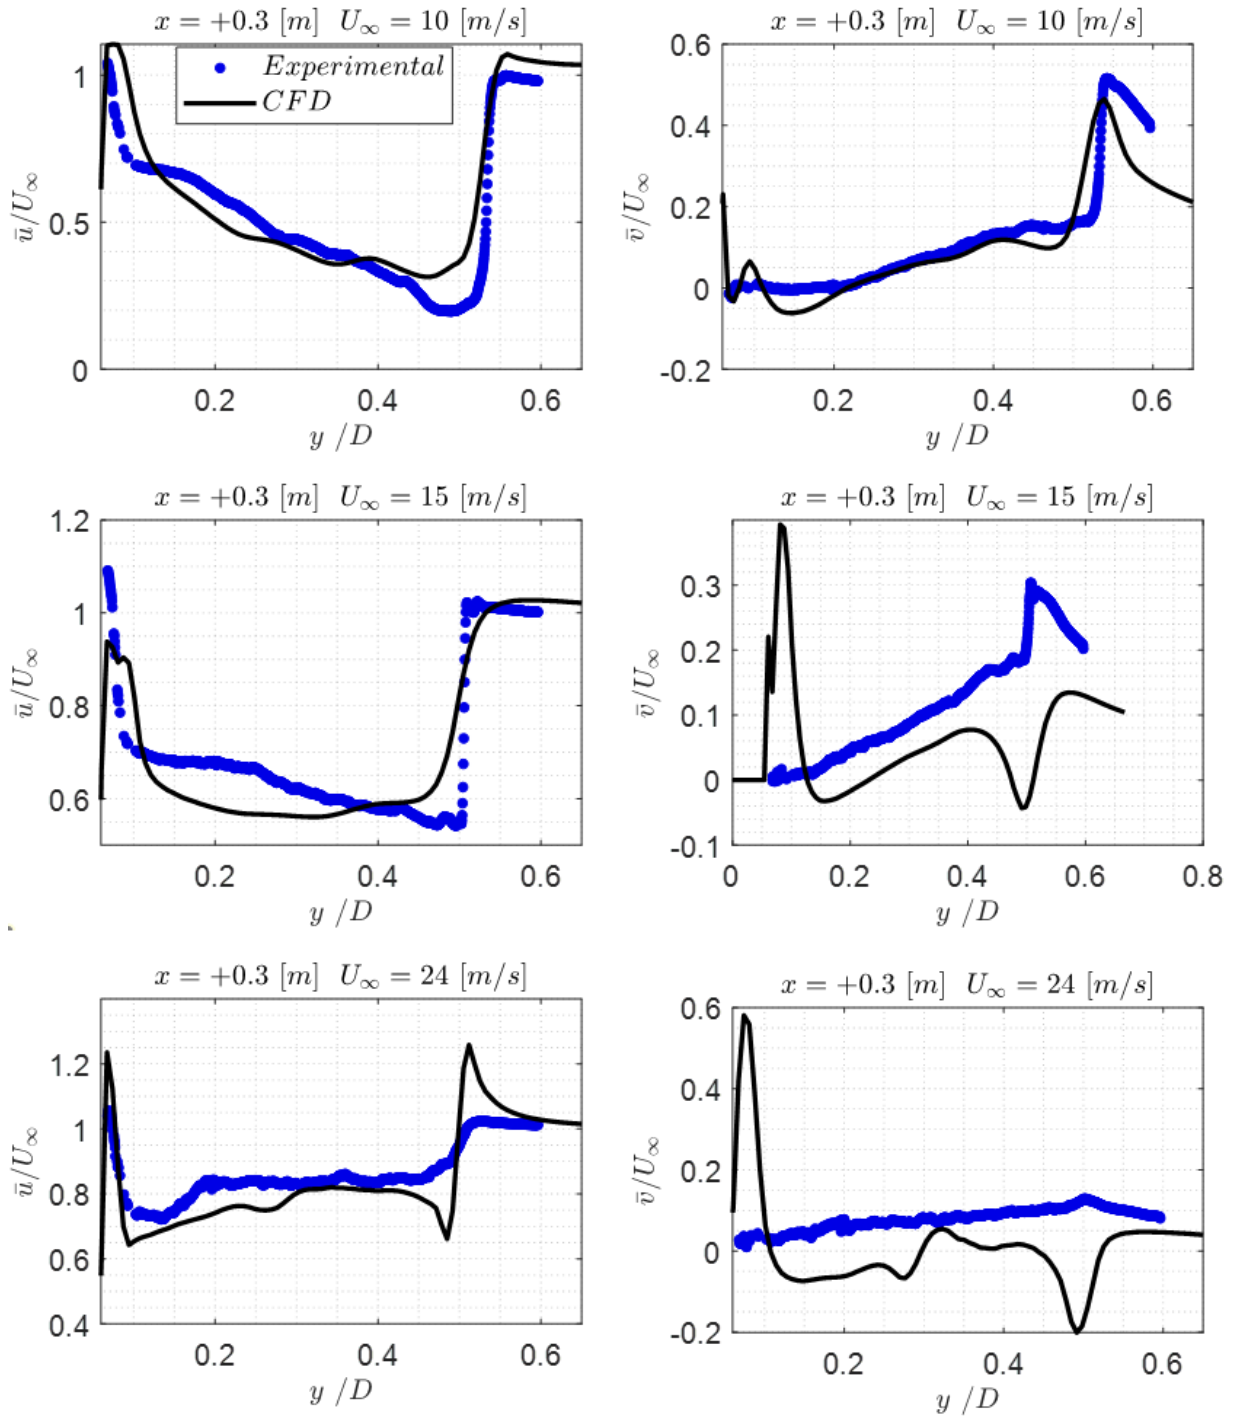 x = +0.3 [m] U∞ = 10 [m/s]
Experimental
CFD
1
0.5
0
ū/U∞
0.2 0.4 0.6
y /D
x = +0.3 [m] U∞ = 10 [m/s]
0.6
0.4
0.2
0
-0.2
v̄/U∞
0.2 0.4 0.6
y /D
x = +0.3 [m] U∞ = 15 [m/s]
1.2
1
0.8
0.6
ū/U∞
0.2 0.4 0.6
y /D
x = +0.3 [m] U∞ = 15 [m/s]
0.3
0.2
0.1
0
-0.1
v̄/U∞
0 0.2 0.4 0.6 0.8
y /D
x = +0.3 [m] U∞ = 24 [m/s]
1.2
1
0.8
0.6
0.4
ū/U∞
0.2 0.4 0.6
y /D
x = +0.3 [m] U∞ = 24 [m/s]
0.6
0.4
0.2
0
-0.2
v̄/U∞
0.2 0.4 0.6
y /D